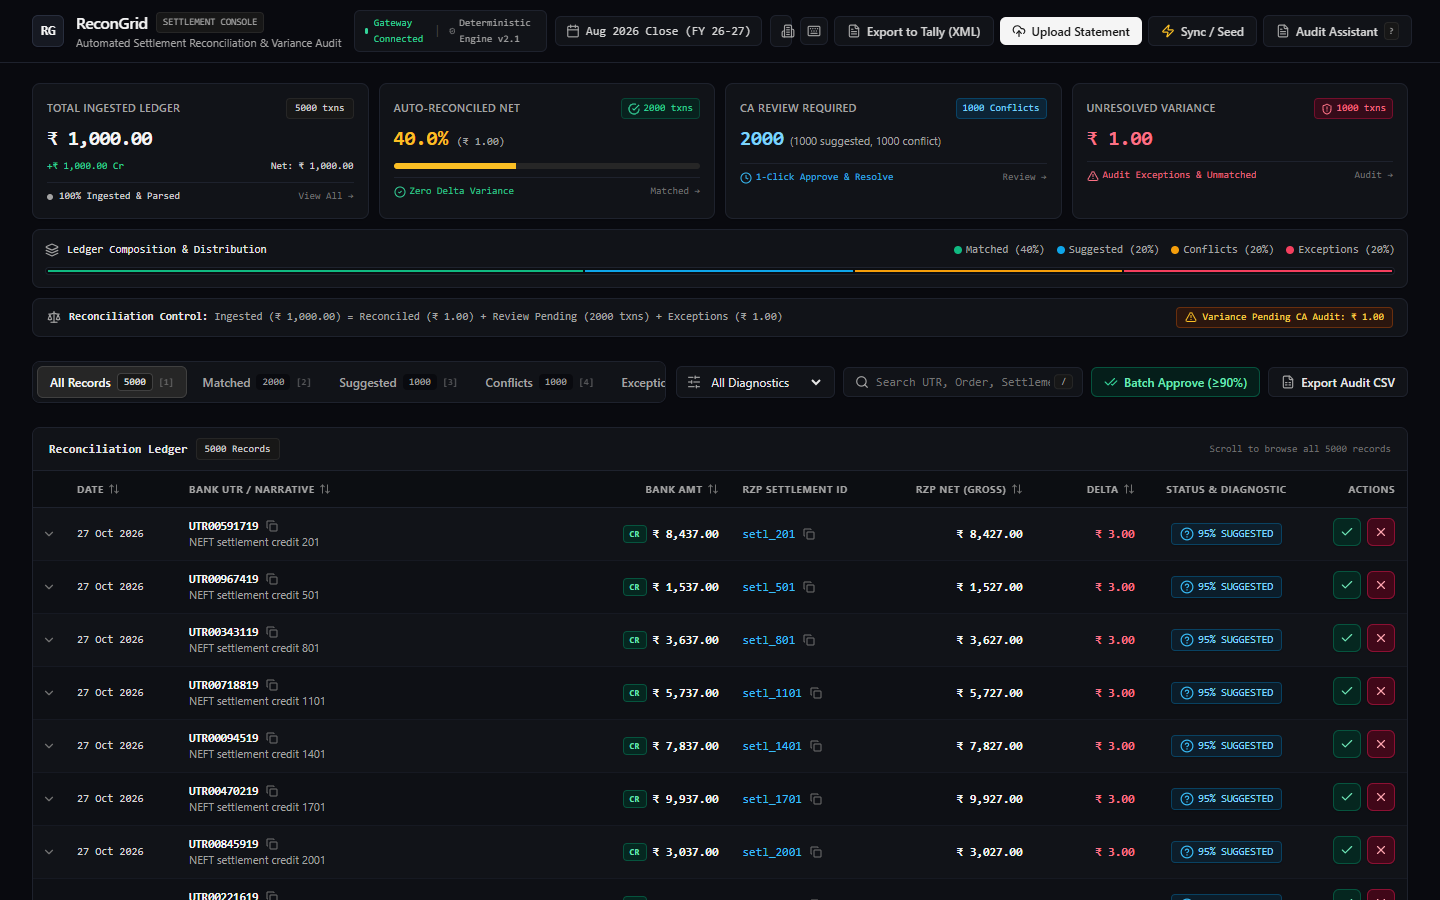 RG
ReconGrid SETTLEMENT CONSOLE
Automated Settlement Reconciliation & Variance Audit
Gateway Connected
Deterministic Engine v2.1
Aug 2026 Close (FY 26-27)
Export to Tally (XML)
Upload Statement
Sync / Seed
Audit Assistant ?
TOTAL INGESTED LEDGER 5000 txns
₹ 1,000.00
+₹ 1,000.00 Cr Net: ₹ 1,000.00
100% Ingested & Parsed View All →
AUTO-RECONCILED NET 2000 txns
40.0% (₹ 1.00)
Zero Delta Variance Matched →
CA REVIEW REQUIRED 1000 Conflicts
2000 (1000 suggested, 1000 conflict)
1-Click Approve & Resolve Review →
UNRESOLVED VARIANCE 1000 txns
₹ 1.00
Audit Exceptions & Unmatched Audit →
Ledger Composition & Distribution Matched (40%) Suggested (20%) Conflicts (20%) Exceptions (20%)
Reconciliation Control: Ingested (₹ 1,000.00) = Reconciled (₹ 1.00) + Review Pending (2000 txns) + Exceptions (₹ 1.00) Variance Pending CA Audit: ₹ 1.00
All Records 5000 [1] Matched 2000 [2] Suggested 1000 [3] Conflicts 1000 [4] Exceptic All Diagnostics Search UTR, Order, Settleme / Batch Approve (≥90%) Export Audit CSV
Reconciliation Ledger 5000 Records Scroll to browse all 5000 records
DATE BANK UTR / NARRATIVE BANK AMT RZP SETTLEMENT ID RZP NET (GROSS) DELTA STATUS & DIAGNOSTIC ACTIONS
27 Oct 2026 UTR00591719 CR ₹ 8,437.00 setl_201 ₹ 8,427.00 ₹ 3.00 95% SUGGESTED
NEFT settlement credit 201
27 Oct 2026 UTR00967419 CR ₹ 1,537.00 setl_501 ₹ 1,527.00 ₹ 3.00 95% SUGGESTED
NEFT settlement credit 501
27 Oct 2026 UTR00343119 CR ₹ 3,637.00 setl_801 ₹ 3,627.00 ₹ 3.00 95% SUGGESTED
NEFT settlement credit 801
27 Oct 2026 UTR00718819 CR ₹ 5,737.00 setl_1101 ₹ 5,727.00 ₹ 3.00 95% SUGGESTED
NEFT settlement credit 1101
27 Oct 2026 UTR00094519 CR ₹ 7,837.00 setl_1401 ₹ 7,827.00 ₹ 3.00 95% SUGGESTED
NEFT settlement credit 1401
27 Oct 2026 UTR00470219 CR ₹ 9,937.00 setl_1701 ₹ 9,927.00 ₹ 3.00 95% SUGGESTED
NEFT settlement credit 1701
27 Oct 2026 UTR00845919 CR ₹ 3,037.00 setl_2001 ₹ 3,027.00 ₹ 3.00 95% SUGGESTED
NEFT settlement credit 2001
UTR00221619